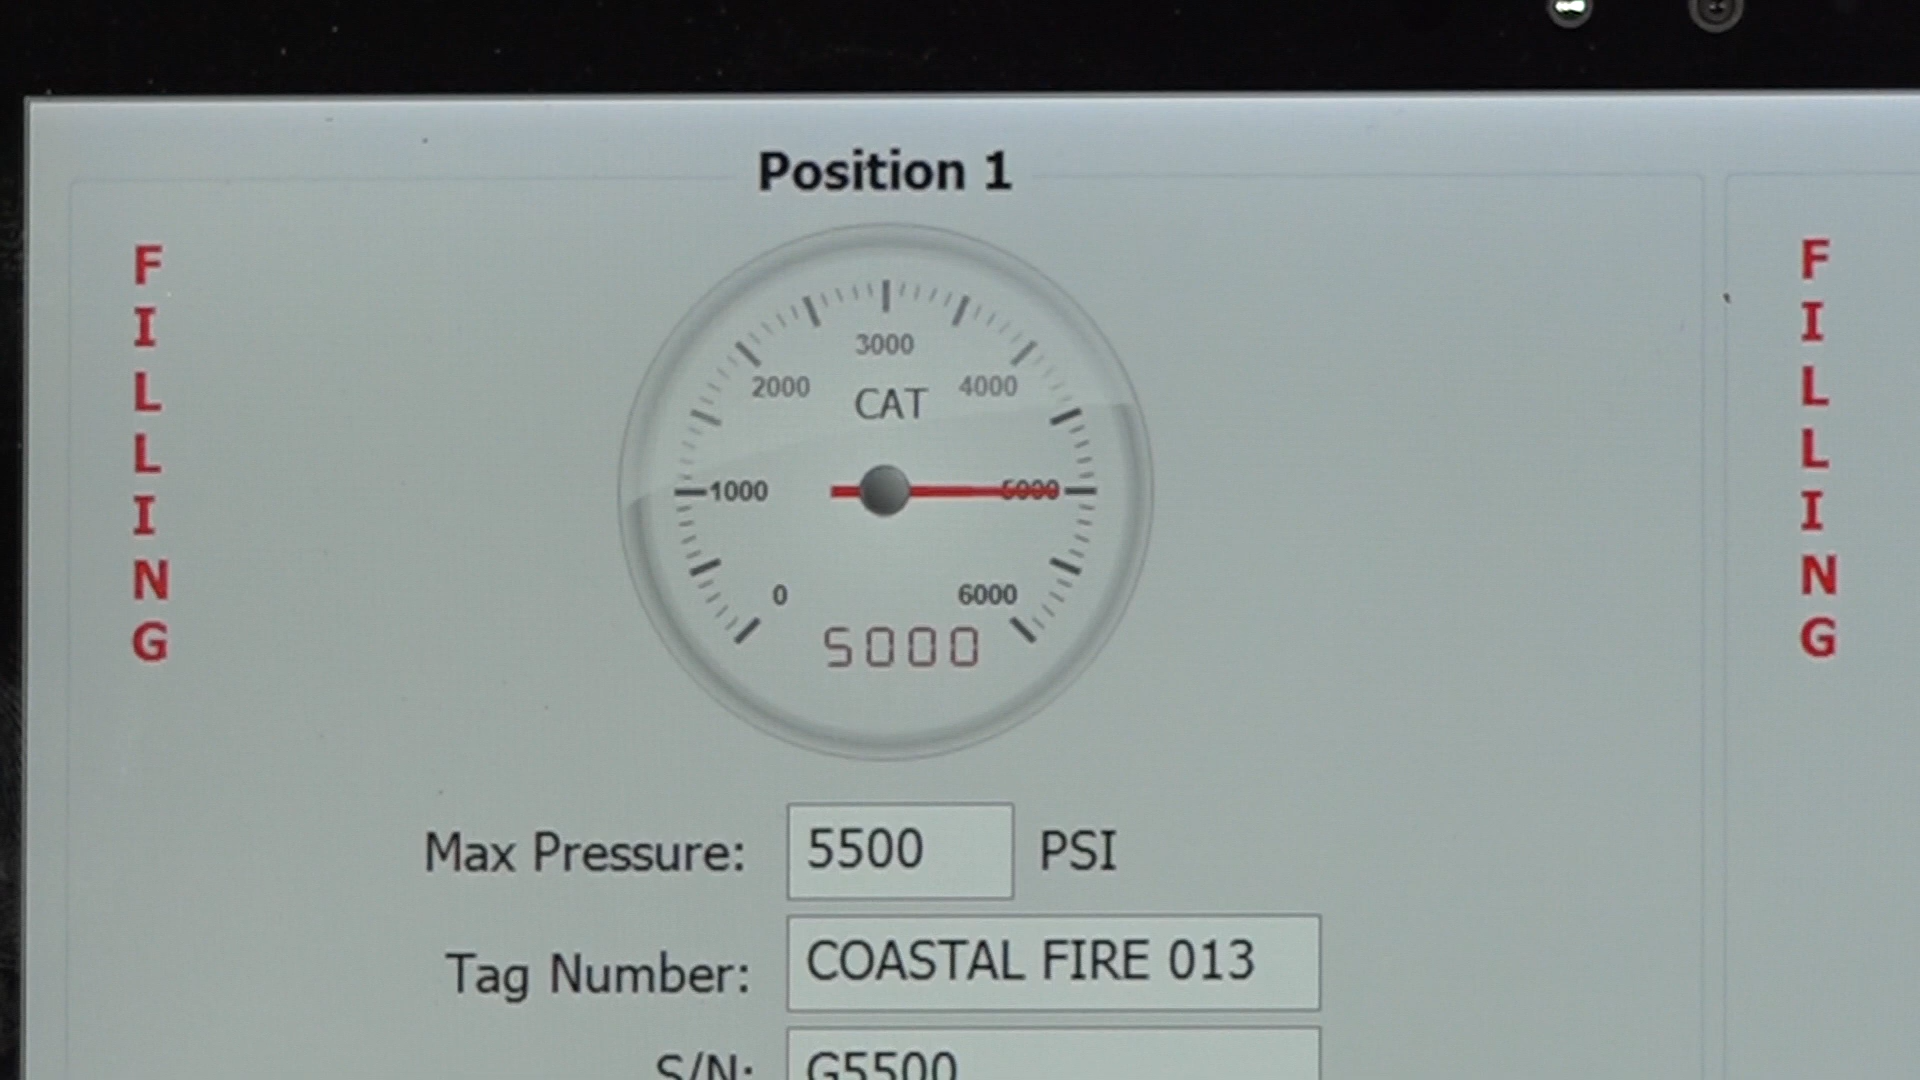 Position 1
FILLING
3000
2000
4000
CAT
1000
5000
0
6000
5000
Max Pressure: 5500 PSI
Tag Number: COASTAL FIRE 013
S/N: G5500
FILLING